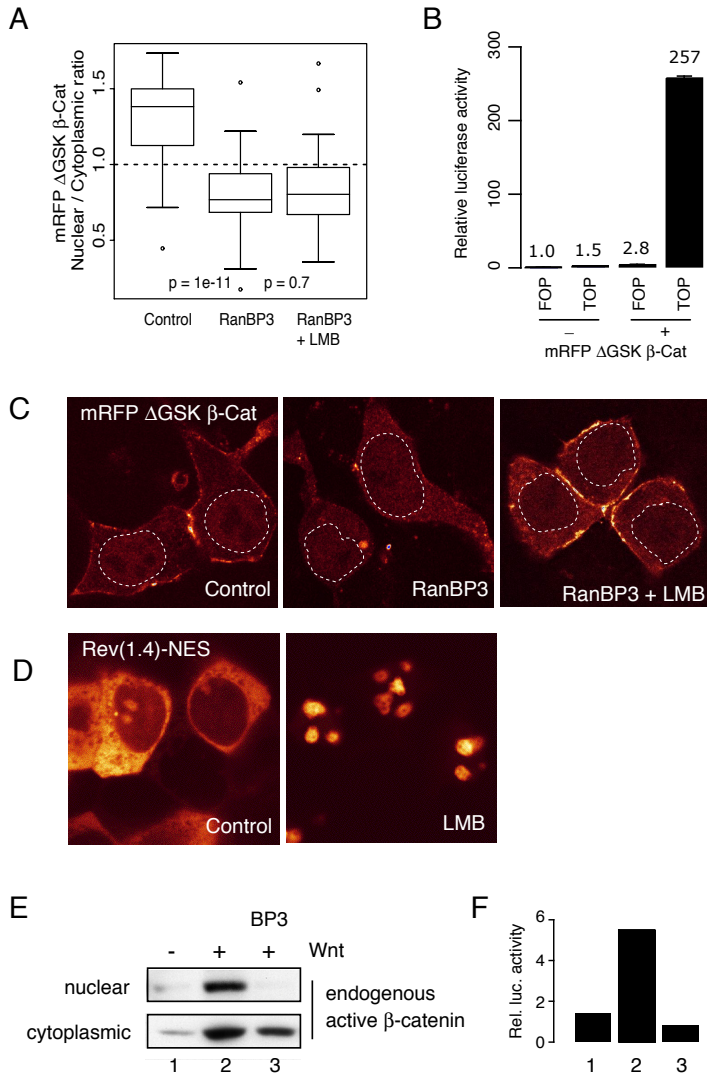 A
mRFP ΔGSK β-Cat
Nuclear / Cytoplasmic ratio
1.5
1.0
0.5
p = 1e-11
p = 0.7
Control
RanBP3
RanBP3
+ LMB
B
Relative luciferase activity
300
200
100
0
1.0
1.5
2.8
257
FOP
TOP
FOP
TOP
–
+
mRFP ΔGSK β-Cat
C
mRFP ΔGSK β-Cat
Control
RanBP3
RanBP3 + LMB
D
Rev(1.4)-NES
Control
LMB
E
BP3
- + + Wnt
nuclear
cytoplasmic
endogenous
active β-catenin
1 2 3
F
Rel. luc. activity
6
4
2
0
1 2 3